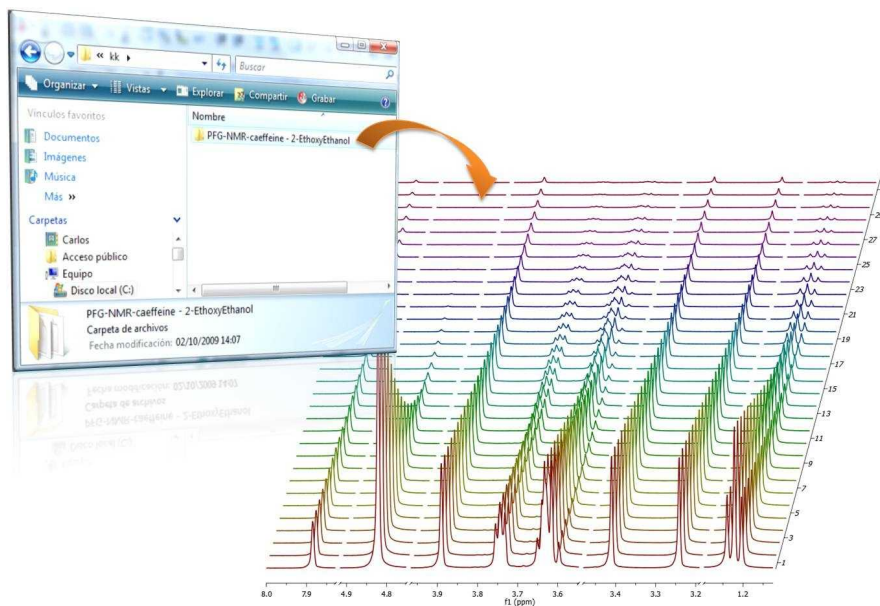 « kk ▸
Buscar
Organizar
Vistas
Explorar
Compartir
Grabar
Vínculos favoritos
Documentos
Imágenes
Música
Más »
Carpetas
Carlos
Acceso público
Equipo
Disco local (C:)
Nombre
PFG-NMR-caeffeine - 2-EthoxyEthanol
PFG-NMR-caeffeine - 2-EthoxyEthanol
Carpeta de archivos
Fecha modificación: 02/10/2009 14:07
27
25
23
21
19
17
15
13
11
9
7
5
3
1
8.0 7.9 4.9 4.8 3.9 3.8 3.7 3.6 3.4 3.3 3.2 1.2
f1 (ppm)